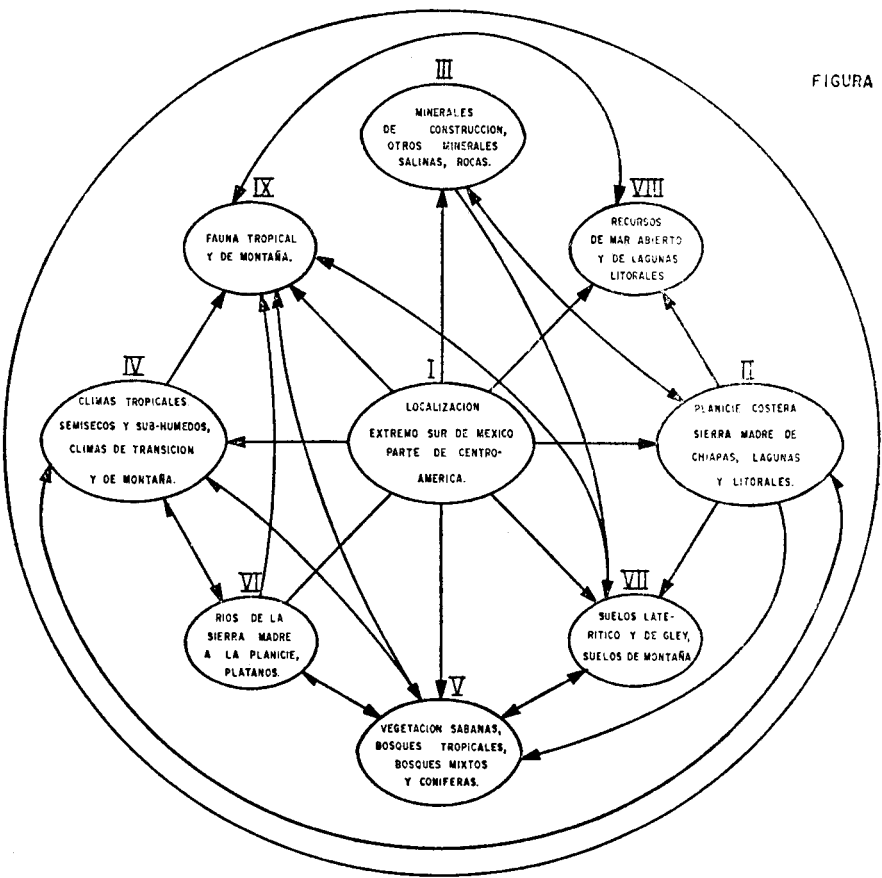 FIGURA
III
MINERALES
DE CONSTRUCCION,
OTROS MINERALES
SALINAS, ROCAS.
IX
FAUNA TROPICAL
Y DE MONTAÑA.
VIII
RECURSOS
DE MAR ABIERTO
Y DE LAGUNAS
LITORALES
IV
CLIMAS TROPICALES
SEMISECOS Y SUB-HUMEDOS,
CLIMAS DE TRANSICION
Y DE MONTAÑA.
I
LOCALIZACION
EXTREMO SUR DE MEXICO
PARTE DE CENTRO-
AMERICA.
II
PLANICIE COSTERA
SIERRA MADRE DE
CHIAPAS, LAGUNAS
Y LITORALES.
VI
RIOS DE LA
SIERRA MADRE
A LA PLANICIE,
PLATANOS.
VII
SUELOS LATE-
RITICO Y DE GLEY,
SUELOS DE MONTAÑA
V
VEGETACION SABANAS,
BOSQUES TROPICALES,
BOSQUES MIXTOS
Y CONIFERAS.